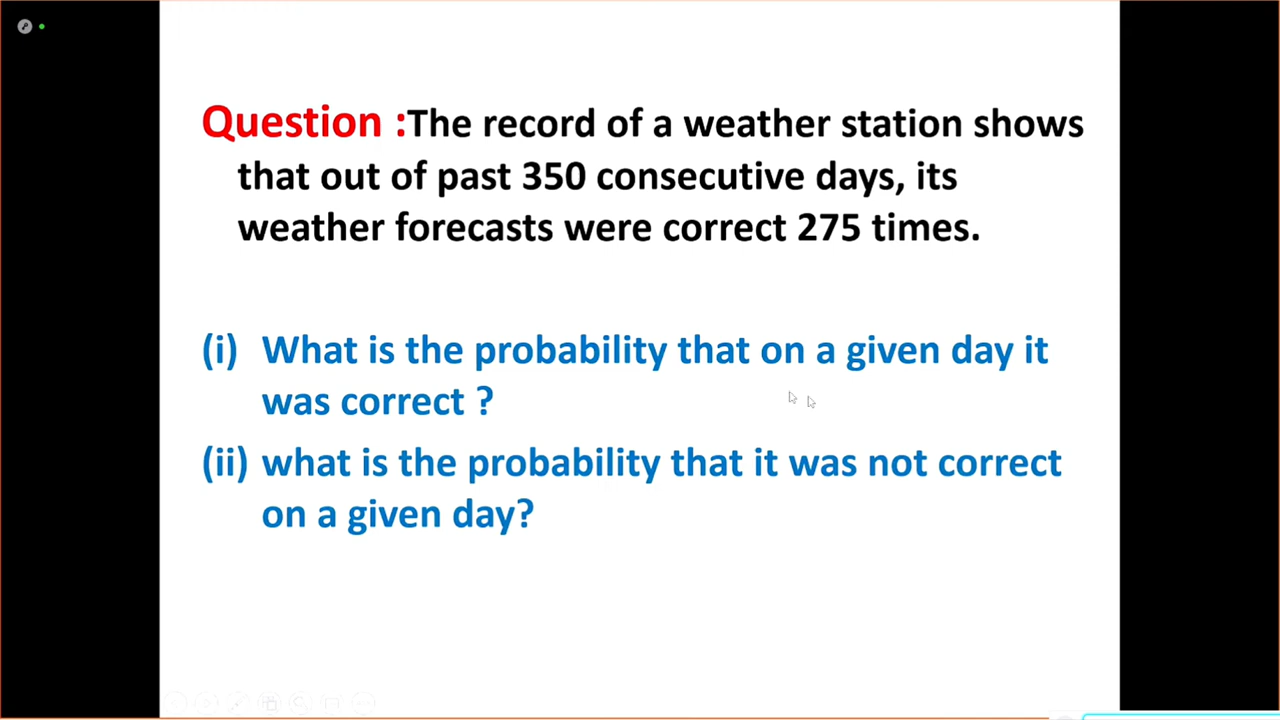 Question :The record of a weather station shows
that out of past 350 consecutive days, its
weather forecasts were correct 275 times.
(i) What is the probability that on a given day it
was correct ?
(ii) what is the probability that it was not correct
on a given day?